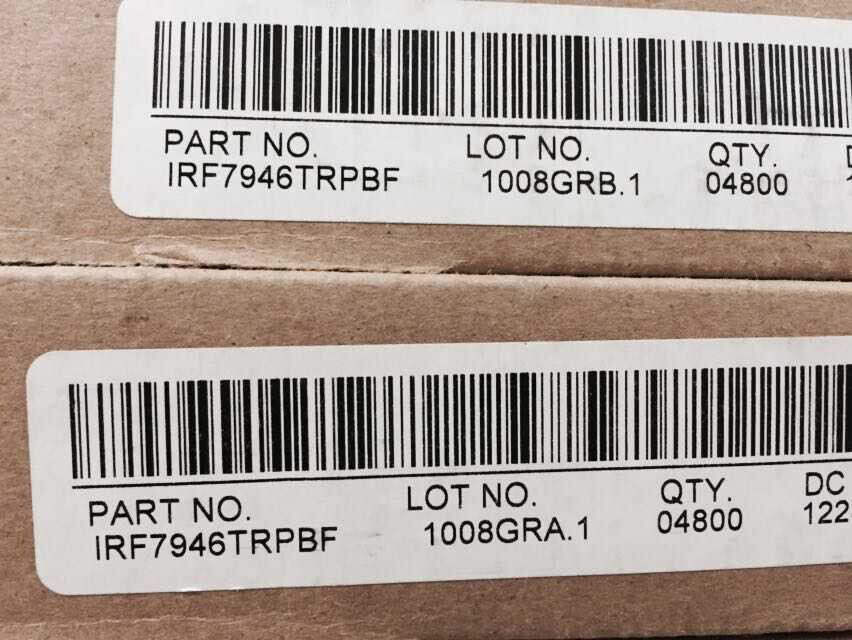 PART NO. LOT NO. QTY.
IRF7946TRPBF 1008GRB.1 04800
PART NO. LOT NO. QTY. DC
IRF7946TRPBF 1008GRA.1 04800 122